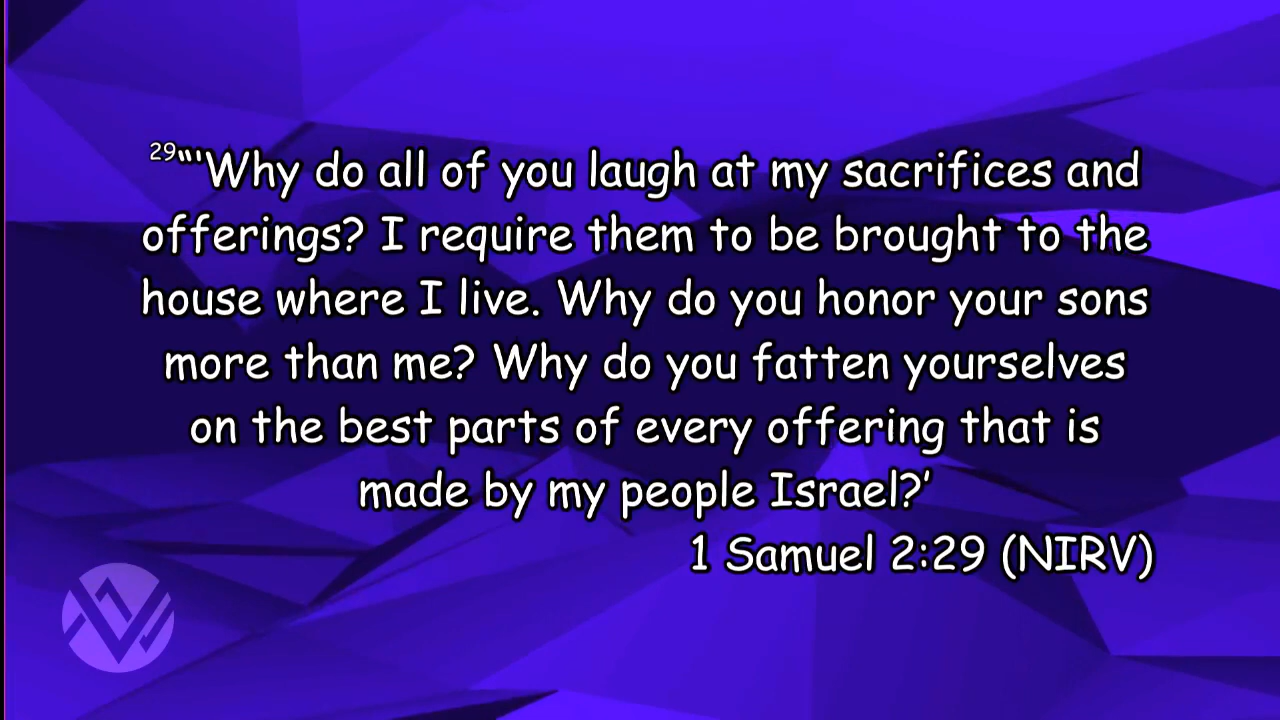 29“‘Why do all of you laugh at my sacrifices and
offerings? I require them to be brought to the
house where I live. Why do you honor your sons
more than me? Why do you fatten yourselves
on the best parts of every offering that is
made by my people Israel?’
1 Samuel 2:29 (NIRV)